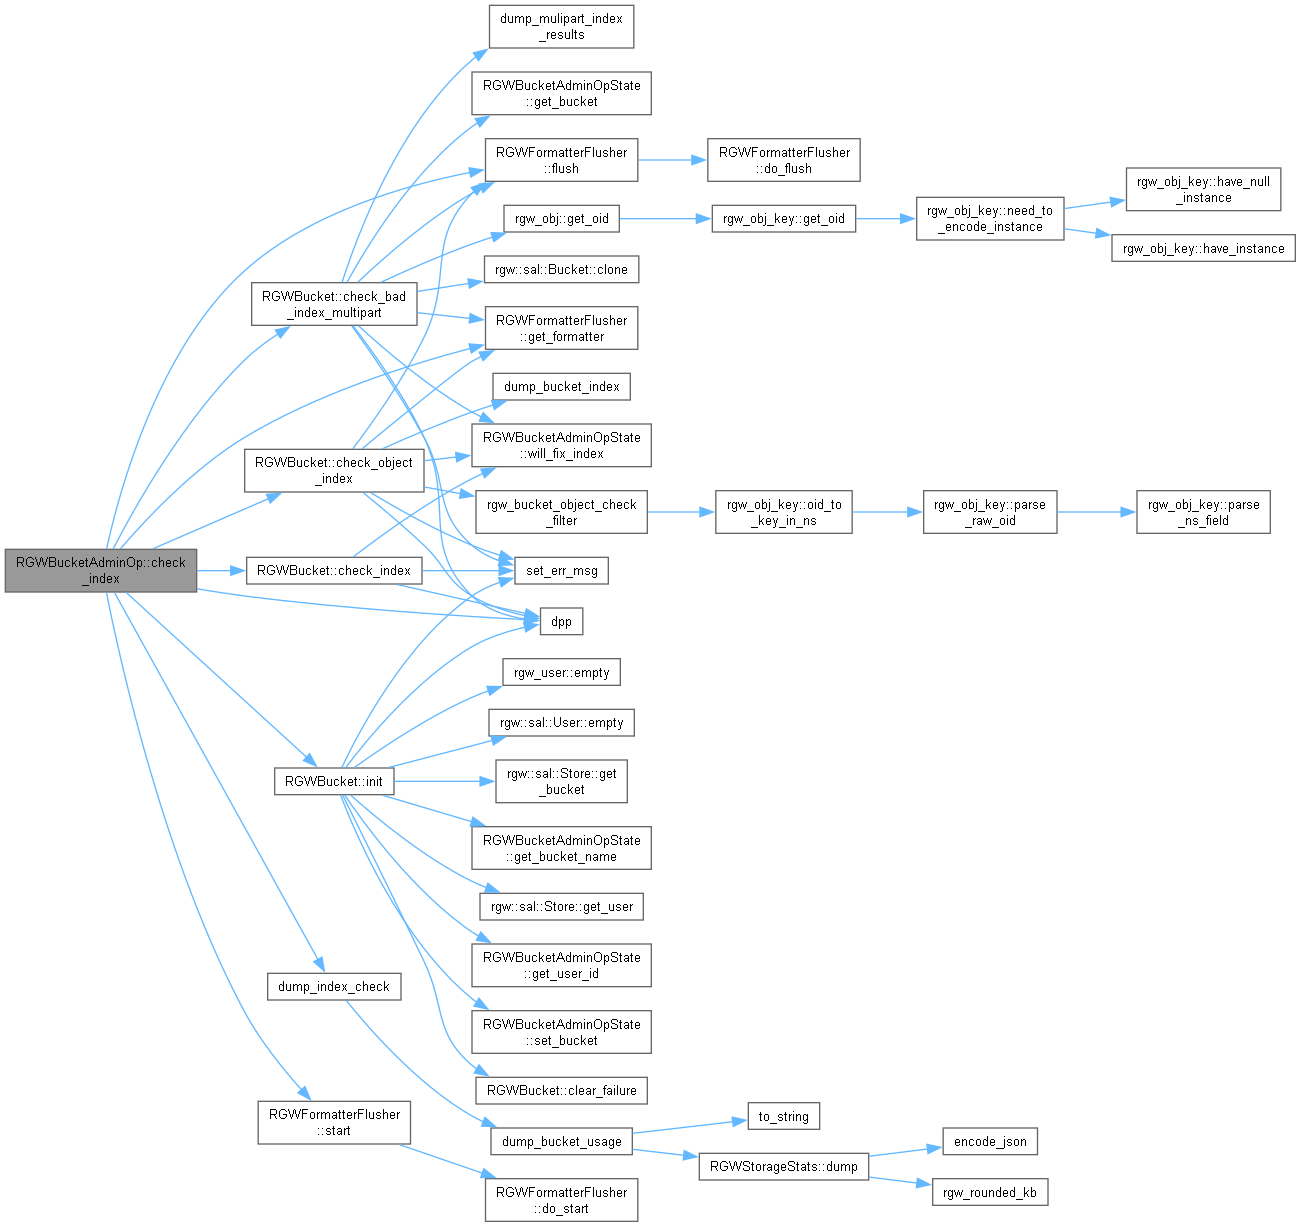 dump_mulipart_index
_results
RGWBucketAdminOpState
::get_bucket
RGWFormatterFlusher
::flush
RGWFormatterFlusher
::do_flush
rgw_obj_key::have_null
_instance
rgw_obj::get_oid
rgw_obj_key::get_oid
rgw_obj_key::need_to
_encode_instance
rgw_obj_key::have_instance
rgw::sal::Bucket::clone
RGWBucket::check_bad
_index_multipart
RGWFormatterFlusher
::get_formatter
dump_bucket_index
RGWBucketAdminOpState
::will_fix_index
RGWBucket::check_object
_index
rgw_bucket_object_check
_filter
rgw_obj_key::oid_to
_key_in_ns
rgw_obj_key::parse
_raw_oid
rgw_obj_key::parse
_ns_field
RGWBucketAdminOp::check
_index
RGWBucket::check_index
set_err_msg
dpp
rgw_user::empty
rgw::sal::User::empty
RGWBucket::init
rgw::sal::Store::get
_bucket
RGWBucketAdminOpState
::get_bucket_name
rgw::sal::Store::get_user
RGWBucketAdminOpState
::get_user_id
dump_index_check
RGWBucketAdminOpState
::set_bucket
RGWBucket::clear_failure
RGWFormatterFlusher
::start
dump_bucket_usage
to_string
RGWStorageStats::dump
encode_json
rgw_rounded_kb
RGWFormatterFlusher
::do_start